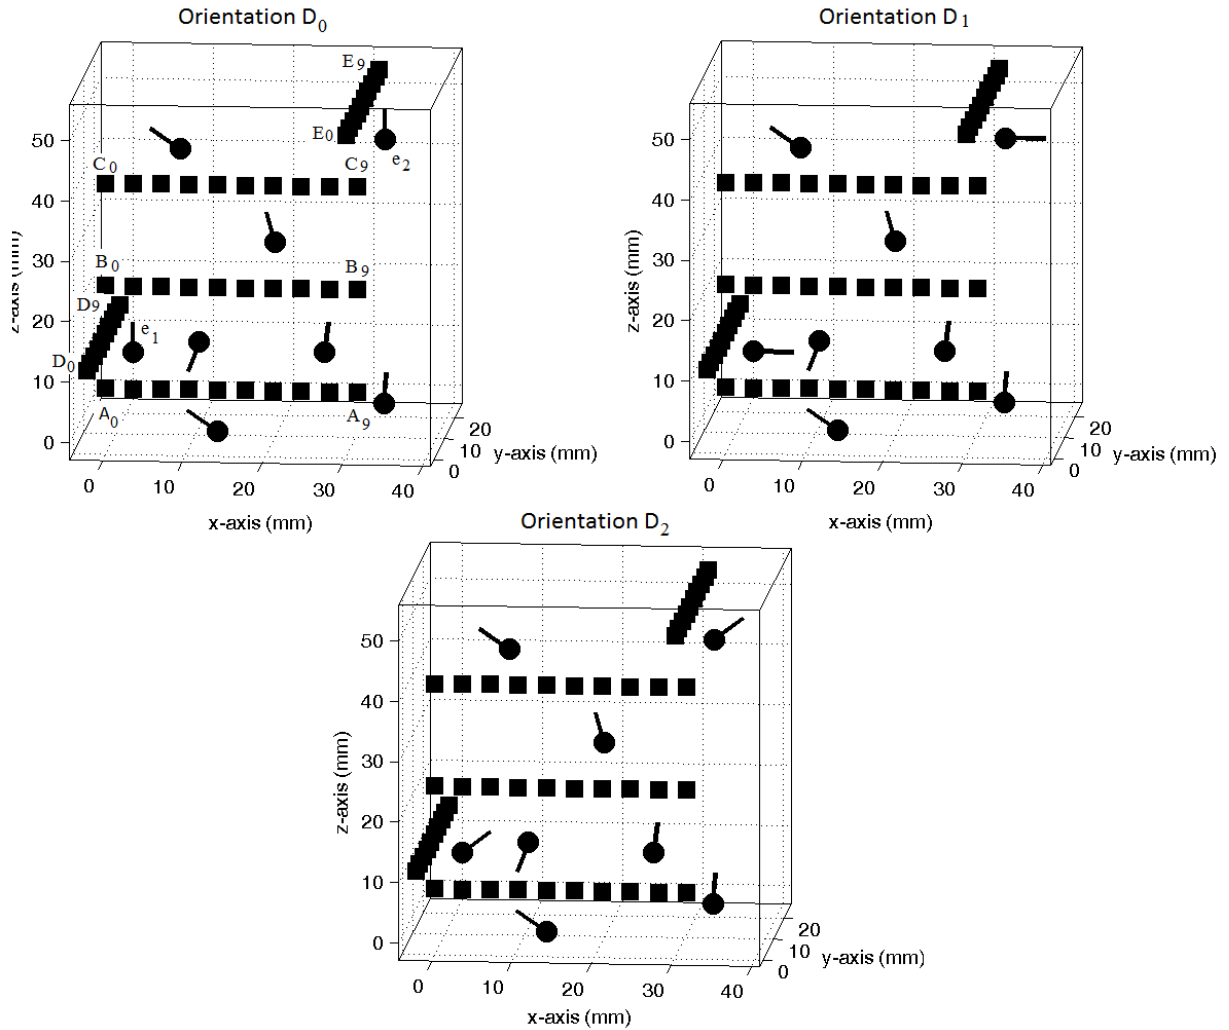 Orientation D0
Orientation D1
E9
E0
e2
C0
C9
B0
B9
D9
e1
D0
A0
A9
50
40
30
20
10
0
z-axis (mm)
0
10
20
30
40
x-axis (mm)
0
10
20
y-axis (mm)
50
40
30
20
10
0
z-axis (mm)
0
10
20
30
40
x-axis (mm)
0
10
20
y-axis (mm)
Orientation D2
50
40
30
20
10
0
z-axis (mm)
0
10
20
30
40
x-axis (mm)
0
10
20
y-axis (mm)